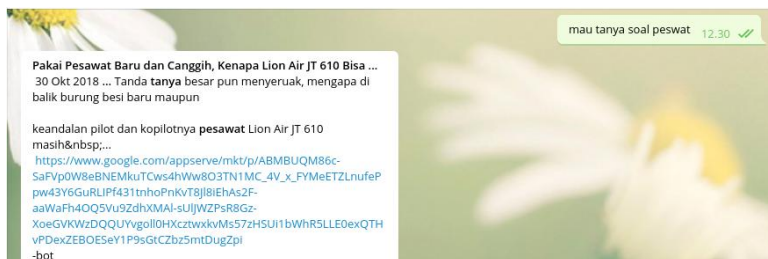 mau tanya soal peswat 12.30
Pakai Pesawat Baru dan Canggih, Kenapa Lion Air JT 610 Bisa ...
30 Okt 2018 ... Tanda tanya besar pun menyeruak, mengapa di
balik burung besi baru maupun
keandalan pilot dan kopilotnya pesawat Lion Air JT 610
masih&nbsp;...
https://www.google.com/appserve/mkt/p/ABMBUQM86c-
SaFVp0W8eBNEMkuTCws4hWw8O3TN1MC_4V_x_FYMeETZLnufeP
pw43Y6GuRLIPf431tnhoPnKvT8Jl8iEhAs2F-
aaWaFh4OQ5Vu9ZdhXMAl-sUlJWZPsR8Gz-
XoeGVKWzDQQUYvgoll0HXcztwxkvMs57zHSUi1bWhR5LLE0exQTH
vPDexZEBOESeY1P9sGtCZbz5mtDugZpi
-bot